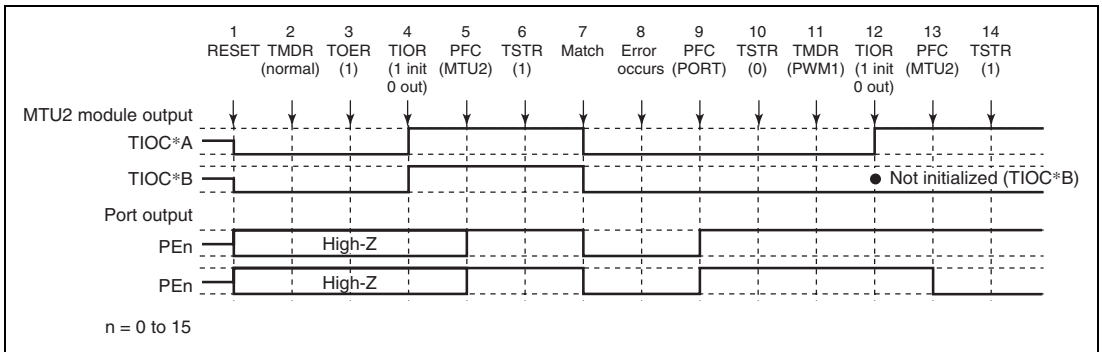 1 2 3 4 5 6 7 8 9 10 11 12 13 14
RESET TMDR TOER TIOR PFC TSTR Match Error PFC TSTR TMDR TIOR PFC TSTR
(normal) (1) (1 init (MTU2) (1) occurs (PORT) (0) (PWM1) (1 init (MTU2) (1)
0 out) 0 out)
MTU2 module output
TIOC*A
TIOC*B
● Not initialized (TIOC*B)
Port output
PEn High-Z
PEn High-Z
n = 0 to 15